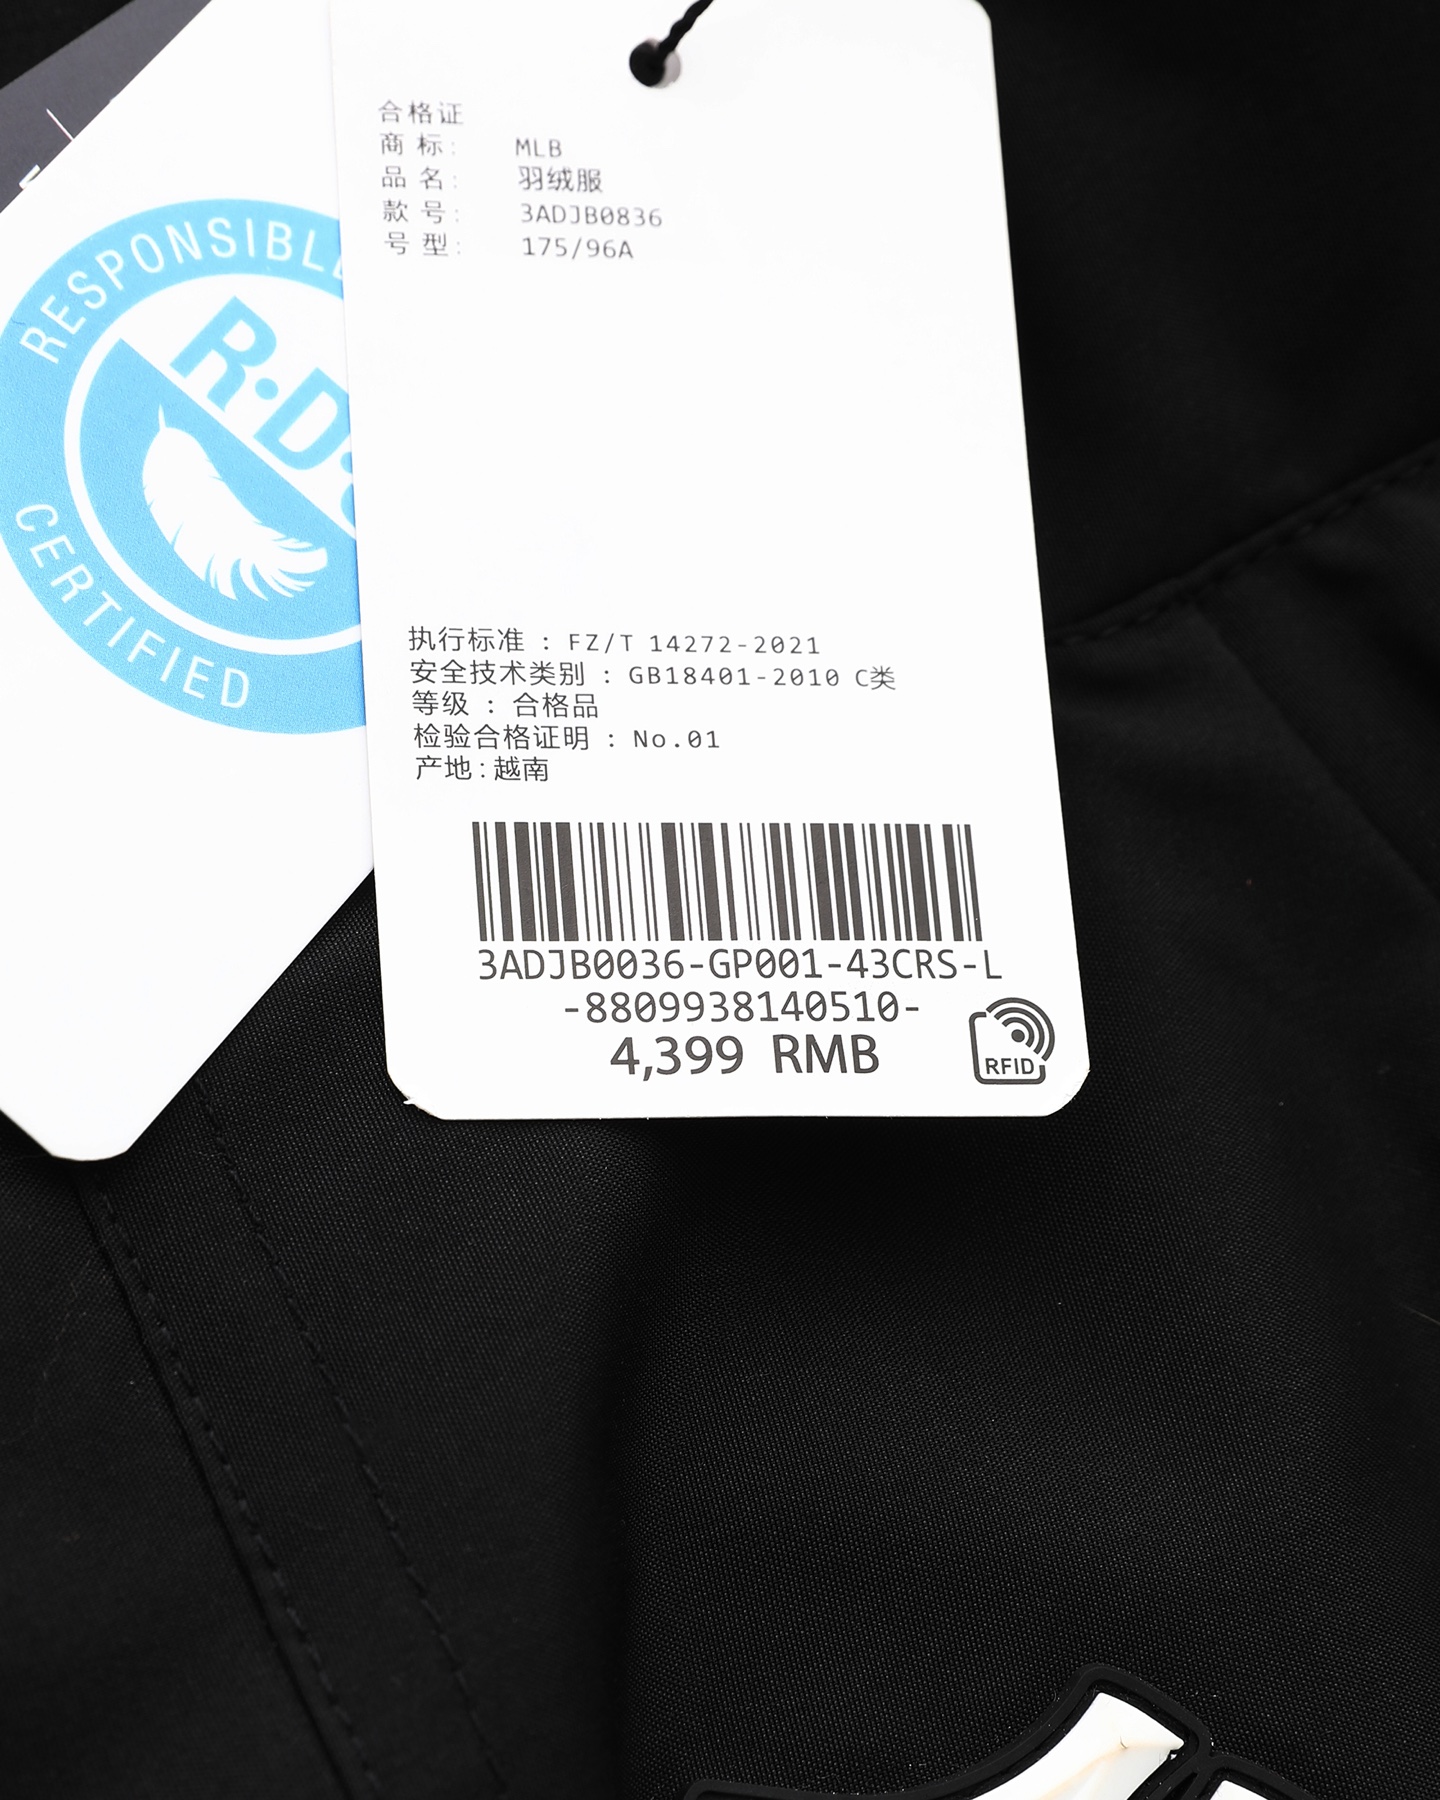 合格证
商 标: MLB
品 名: 羽绒服
款 号: 3ADJB0836
号 型: 175/96A
RESPONSIBLE
R·D
CERTIFIED
执行标准 : FZ/T 14272-2021
安全技术类别 : GB18401-2010 C类
等级 : 合格品
检验合格证明 : No.01
产地:越南
3ADJB0036-GP001-43CRS-L
-8809938140510-
4,399 RMB
RFID